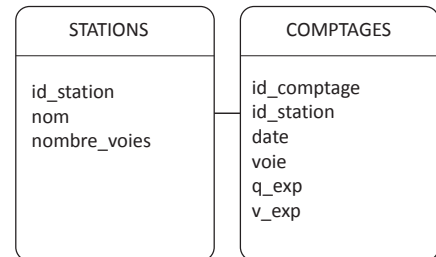 STATIONS
id_station
nom
nombre_voies
COMPTAGES
id_comptage
id_station
date
voie
q_exp
v_exp